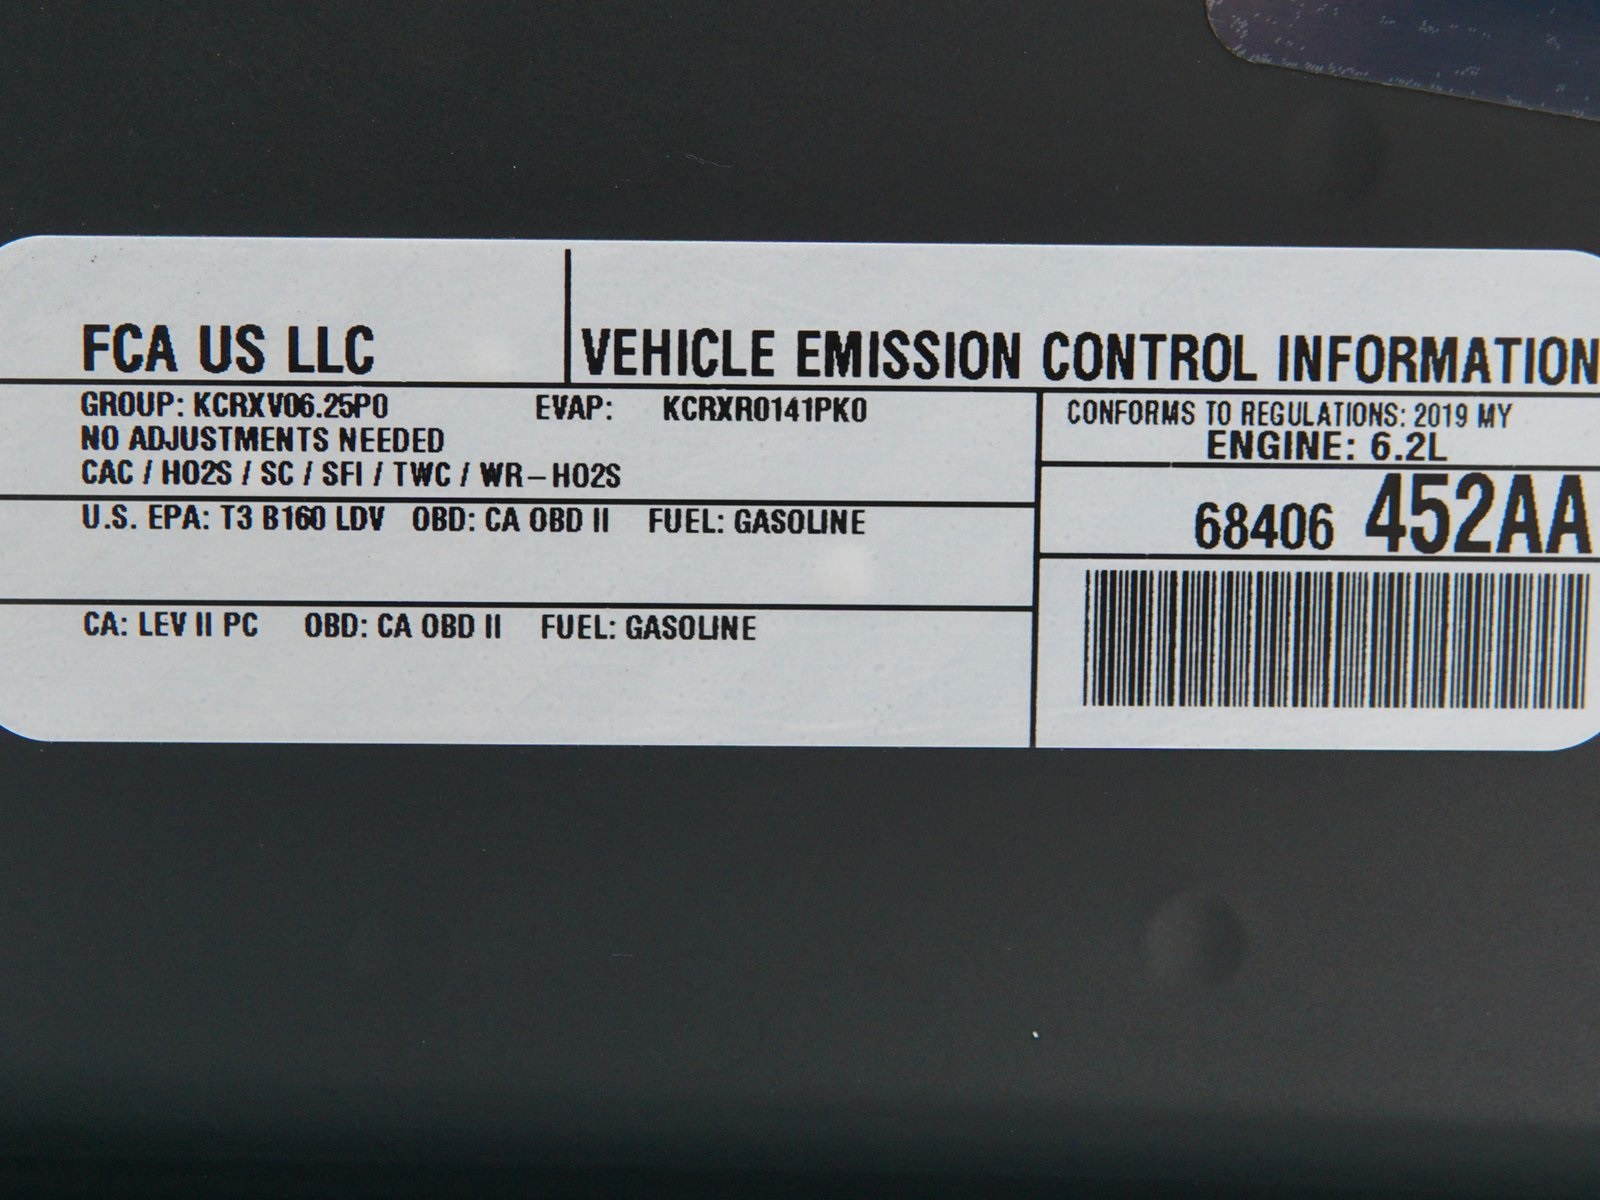 FCA US LLC
VEHICLE EMISSION CONTROL INFORMATION
GROUP: KCRXV06.25P0 EVAP: KCRXR0141PK0
NO ADJUSTMENTS NEEDED
CAC / HO2S / SC / SFI / TWC / WR-HO2S
U.S. EPA: T3 B160 LDV OBD: CA OBD II FUEL: GASOLINE
CA: LEV II PC OBD: CA OBD II FUEL: GASOLINE
CONFORMS TO REGULATIONS: 2019 MY
ENGINE: 6.2L
68406 452AA